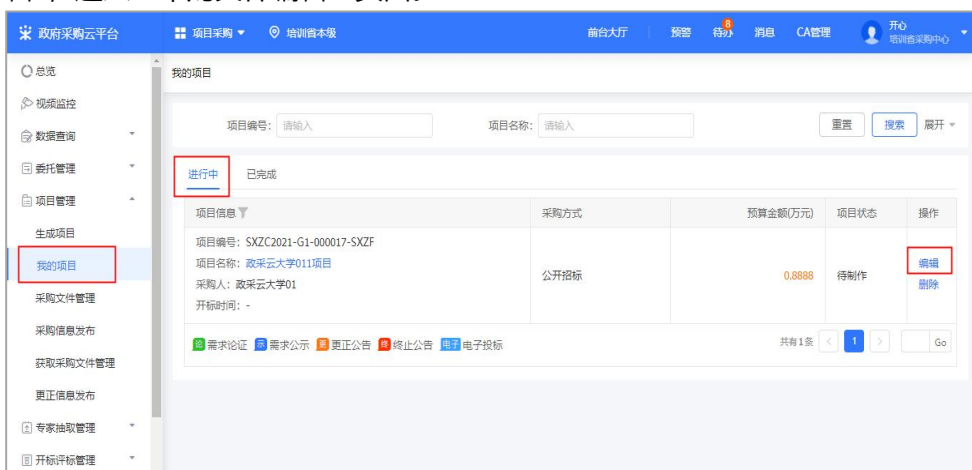 政府采购云平台 项目采购 培训省本级 前台大厅 预警 待办 8 消息 CA管理 开心
培训省采购中心
总览
我的项目
视频监控
项目编号: 请输入 项目名称: 请输入 重置 搜索 展开
数据查询
委托管理
进行中 已完成
项目管理
项目信息 采购方式 预算金额(万元) 项目状态 操作
生成项目
项目编号: SXZC2021-G1-000017-SXZF
我的项目
项目名称: 政采云大学011项目
采购人: 政采云大学01
开标时间: -
公开招标 0.8888 待制作 编辑
删除
采购文件管理
采购信息发布
论 需求论证 示 需求公示 更 更正公告 终 终止公告 电子 电子投标 共有1条 < 1 > Go
获取采购文件管理
更正信息发布
专家抽取管理
开标评标管理